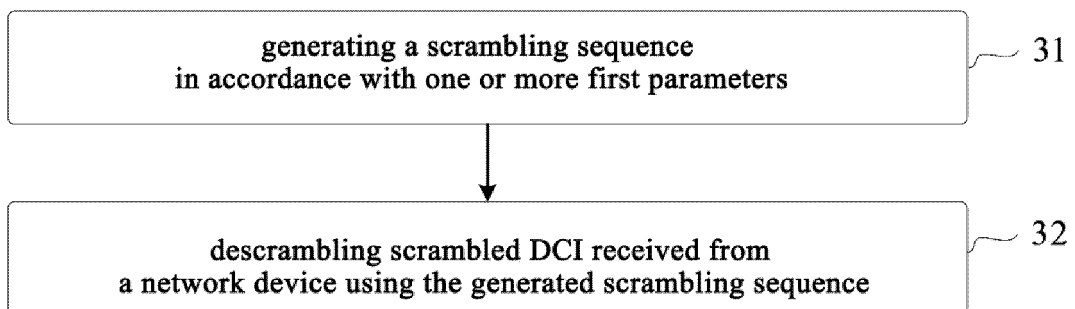 generating a scrambling sequence
in accordance with one or more first parameters
31
descrambling scrambled DCI received from
a network device using the generated scrambling sequence
32